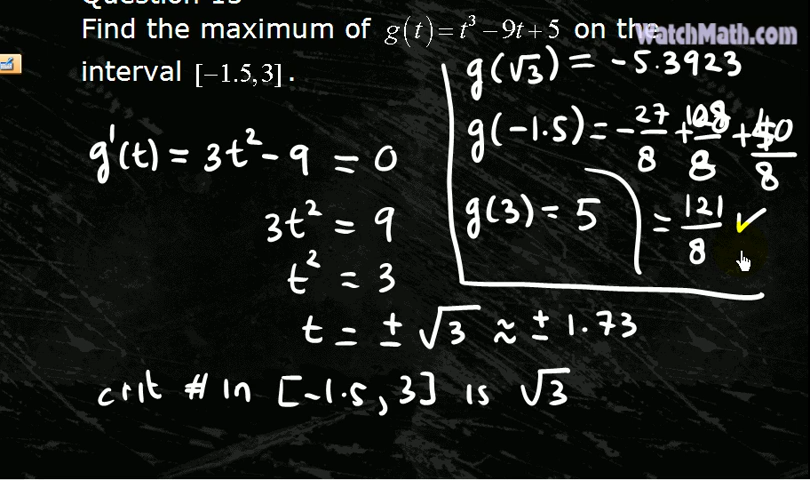 Question 15
Find the maximum of g(t) = t³ − 9t + 5 on the
WatchMath.com
interval [−1.5, 3].
g(√3) = −5.3923
g'(t) = 3t² − 9 = 0
g(−1.5) = −27/8 + 108/8 + 40/8
3t² = 9
g(3) = 5
= 121/8 ✓
t² = 3
t = ± √3 ≈ ± 1.73
crit # in [−1.5, 3] is √3